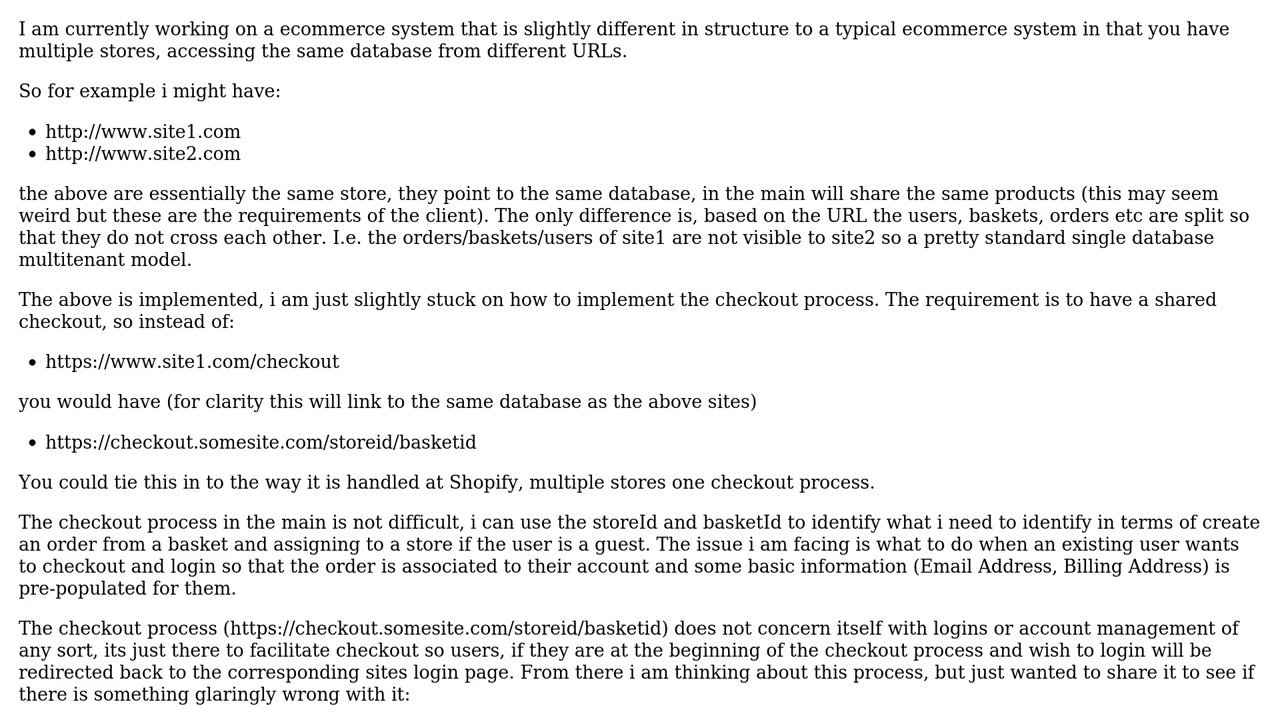 I am currently working on a ecommerce system that is slightly different in structure to a typical ecommerce system in that you have
multiple stores, accessing the same database from different URLs.
So for example i might have:
• http://www.site1.com
• http://www.site2.com
the above are essentially the same store, they point to the same database, in the main will share the same products (this may seem
weird but these are the requirements of the client). The only difference is, based on the URL the users, baskets, orders etc are split so
that they do not cross each other. I.e. the orders/baskets/users of site1 are not visible to site2 so a pretty standard single database
multitenant model.
The above is implemented, i am just slightly stuck on how to implement the checkout process. The requirement is to have a shared
checkout, so instead of:
• https://www.site1.com/checkout
you would have (for clarity this will link to the same database as the above sites)
• https://checkout.somesite.com/storeid/basketid
You could tie this in to the way it is handled at Shopify, multiple stores one checkout process.
The checkout process in the main is not difficult, i can use the storeId and basketId to identify what i need to identify in terms of create
an order from a basket and assigning to a store if the user is a guest. The issue i am facing is what to do when an existing user wants
to checkout and login so that the order is associated to their account and some basic information (Email Address, Billing Address) is
pre-populated for them.
The checkout process (https://checkout.somesite.com/storeid/basketid) does not concern itself with logins or account management of
any sort, its just there to facilitate checkout so users, if they are at the beginning of the checkout process and wish to login will be
redirected back to the corresponding sites login page. From there i am thinking about this process, but just wanted to share it to see if
there is something glaringly wrong with it: